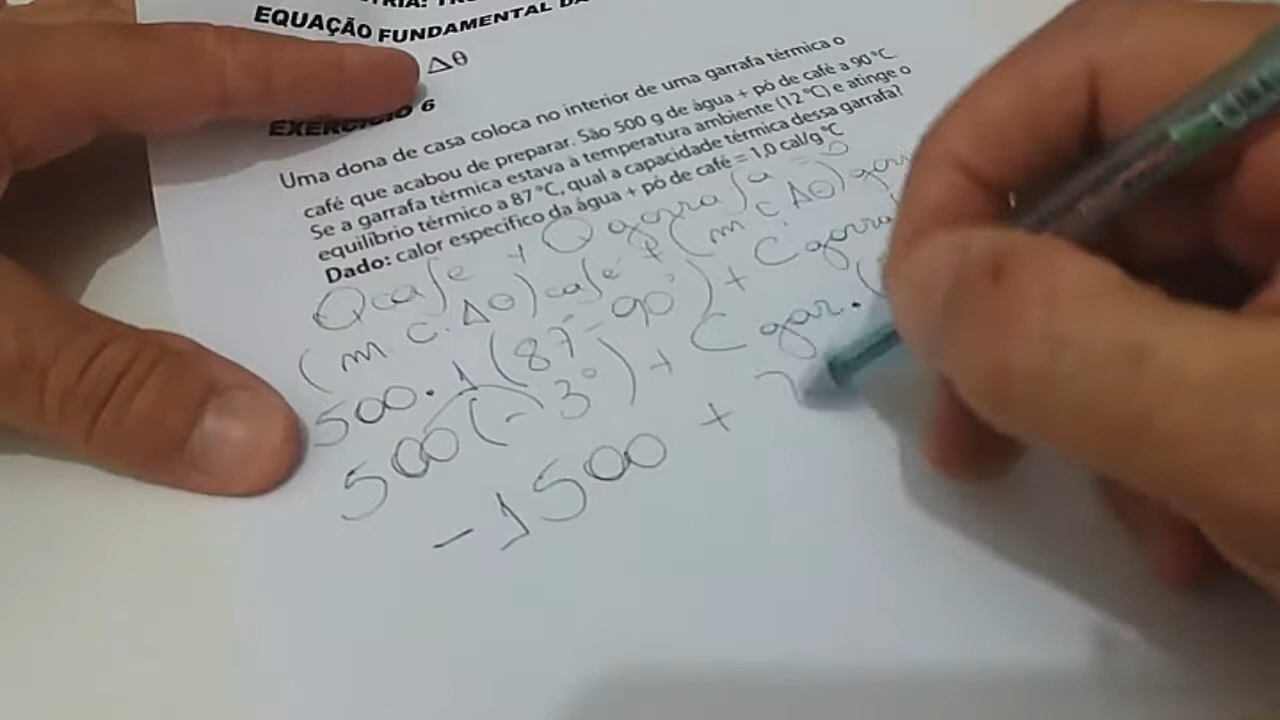 EQUAÇÃO FUNDAMENTAL DA
Δθ
EXERCÍCIO 6
Uma dona de casa coloca no interior de uma garrafa térmica o
café que acabou de preparar. São 500 g de água + pó de café a 90 °C.
Se a garrafa térmica estava à temperatura ambiente (12 °C) e atinge o
equilíbrio térmico a 87 °C, qual a capacidade térmica dessa garrafa?
Dado: calor específico da água + pó de café = 1,0 cal/g °C
Q café + Q garrafa = 0
(m c. Δθ) café + (m c Δθ) garr
500 . 1 (87 - 90°) + C garra
500 (-3°) + C gar. (
-1500 +